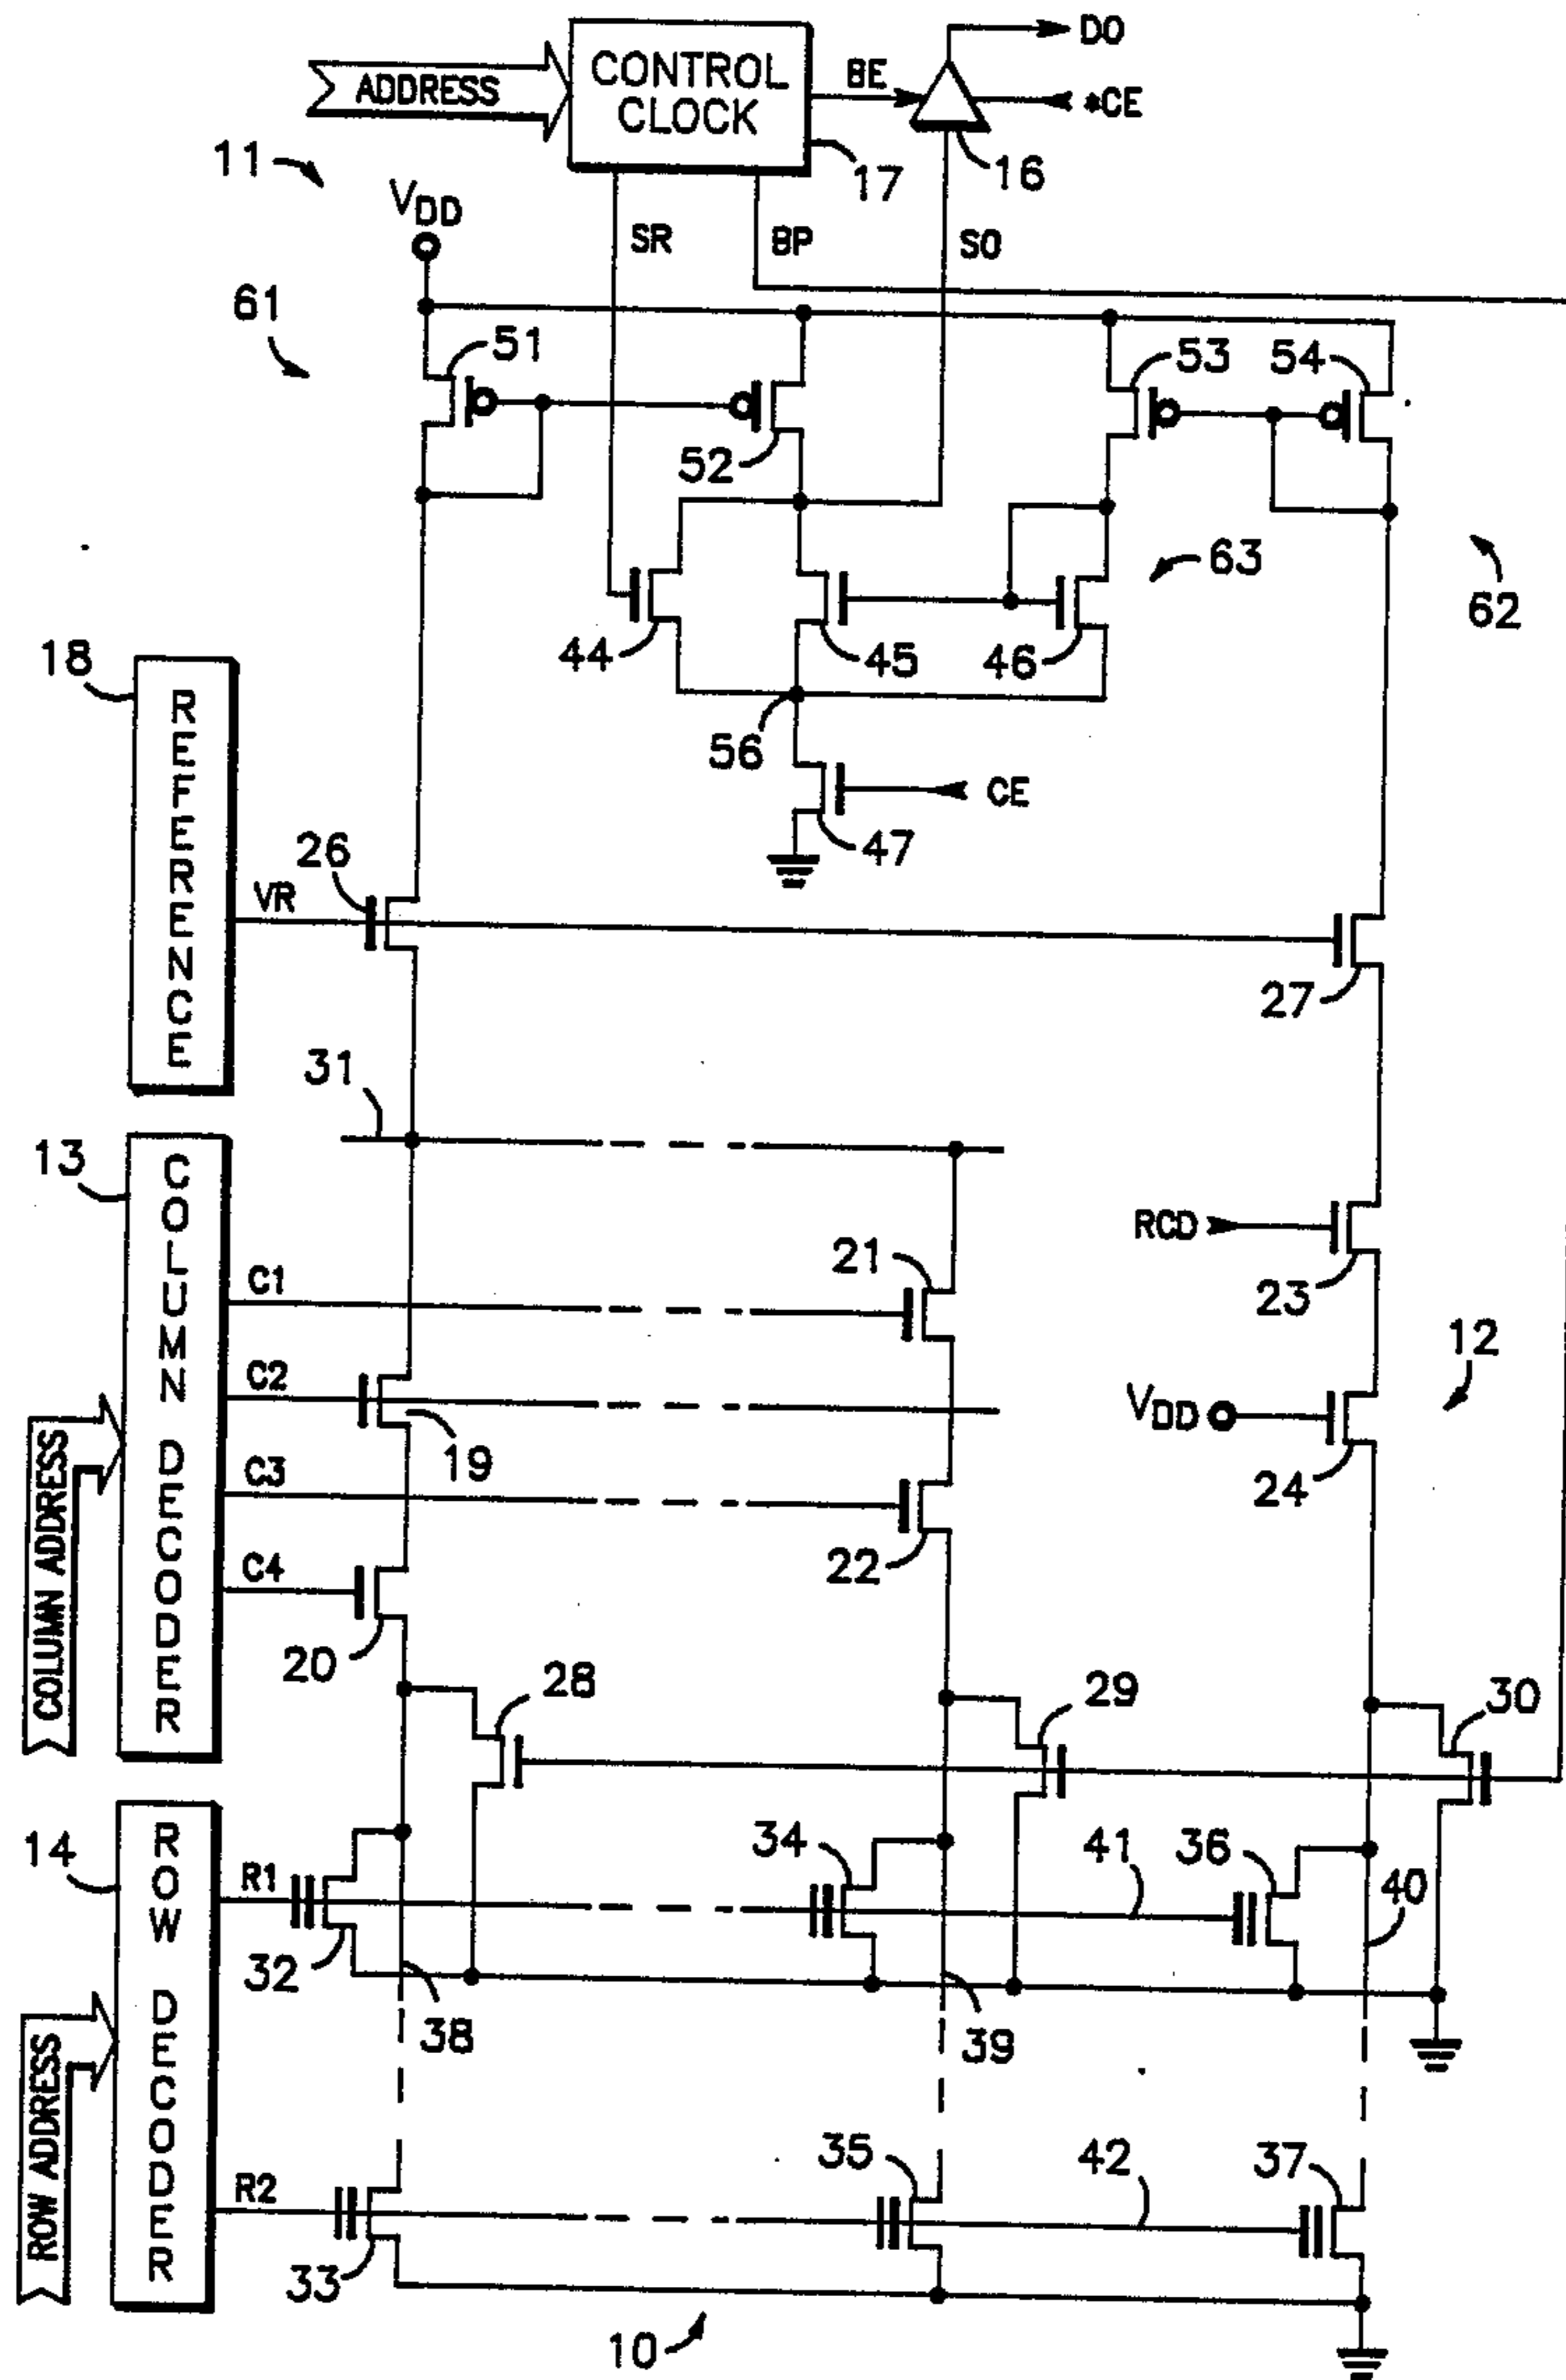 DO
CONTROL
CLOCK
BE
*CE
ADDRESS
11
17
16
VDD
SR
BP
SO
61
51
53
54
52
63
62
44
45
46
18
REFERENCE
56
CE
47
26
VR
27
31
13
COLUMN DECODER
RCD
21
C1
23
12
C2
VDD
19
24
COLUMN ADDRESS
C3
C4
22
20
28
29
30
14
ROW DECODER
34
41
36
R1
40
32
38
39
ROW ADDRESS
35
42
37
R2
33
10